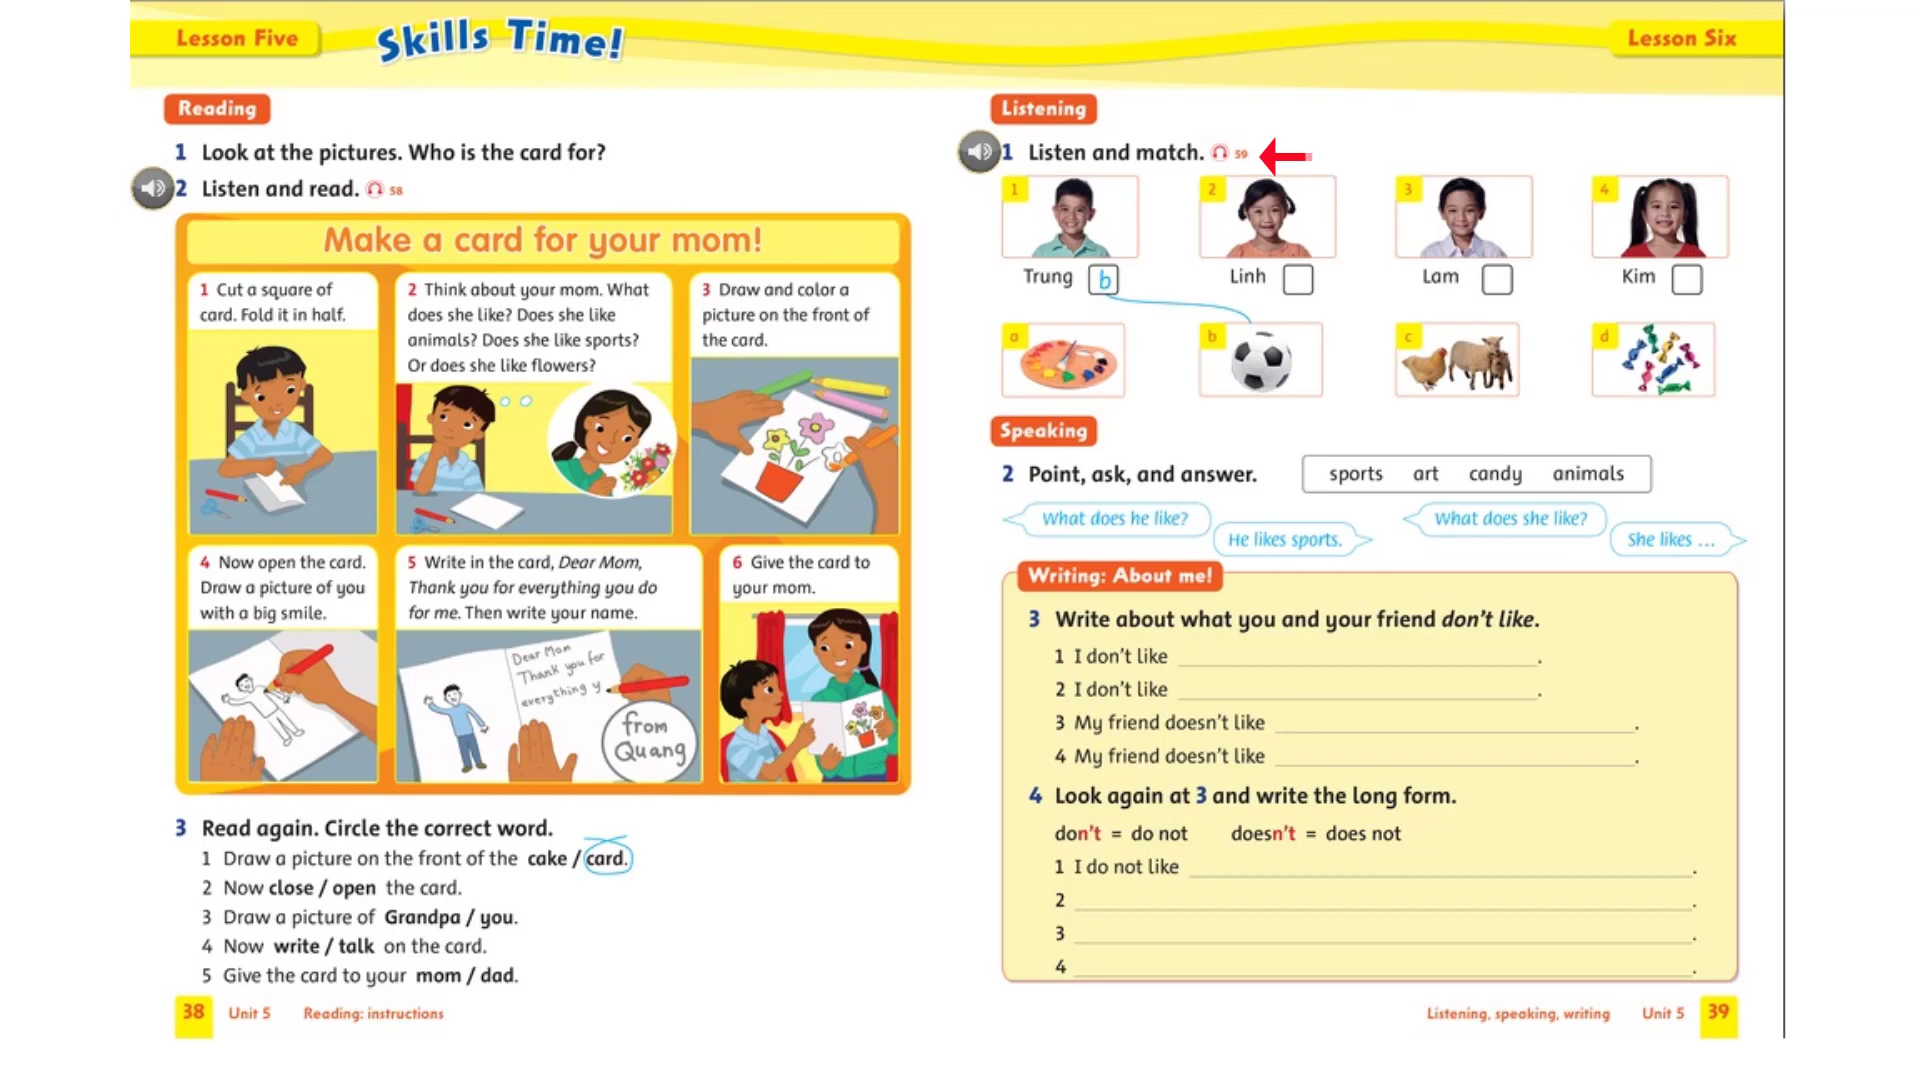 Lesson Five
Skills Time!
Lesson Six
Reading
1 Look at the pictures. Who is the card for?
2 Listen and read. 58
Make a card for your mom!
1 Cut a square of
card. Fold it in half.
2 Think about your mom. What
does she like? Does she like
animals? Does she like sports?
Or does she like flowers?
3 Draw and color a
picture on the front of
the card.
4 Now open the card.
Draw a picture of you
with a big smile.
5 Write in the card, Dear Mom,
Thank you for everything you do
for me. Then write your name.
Dear Mom
Thank you for
everything y
from
Quang
6 Give the card to
your mom.
3 Read again. Circle the correct word.
1 Draw a picture on the front of the cake / card.
2 Now close / open the card.
3 Draw a picture of Grandpa / you.
4 Now write / talk on the card.
5 Give the card to your mom / dad.
38 Unit 5 Reading: instructions
Listening
1 Listen and match. 59
1 2 3 4
Trung b Linh Lam Kim
a b c d
Speaking
2 Point, ask, and answer.
sports art candy animals
What does he like?
He likes sports.
What does she like?
She likes ...
Writing: About me!
3 Write about what you and your friend don't like.
1 I don't like .
2 I don't like .
3 My friend doesn't like .
4 My friend doesn't like .
4 Look again at 3 and write the long form.
don't = do not doesn't = does not
1 I do not like .
2 .
3 .
4 .
Listening, speaking, writing Unit 5 39